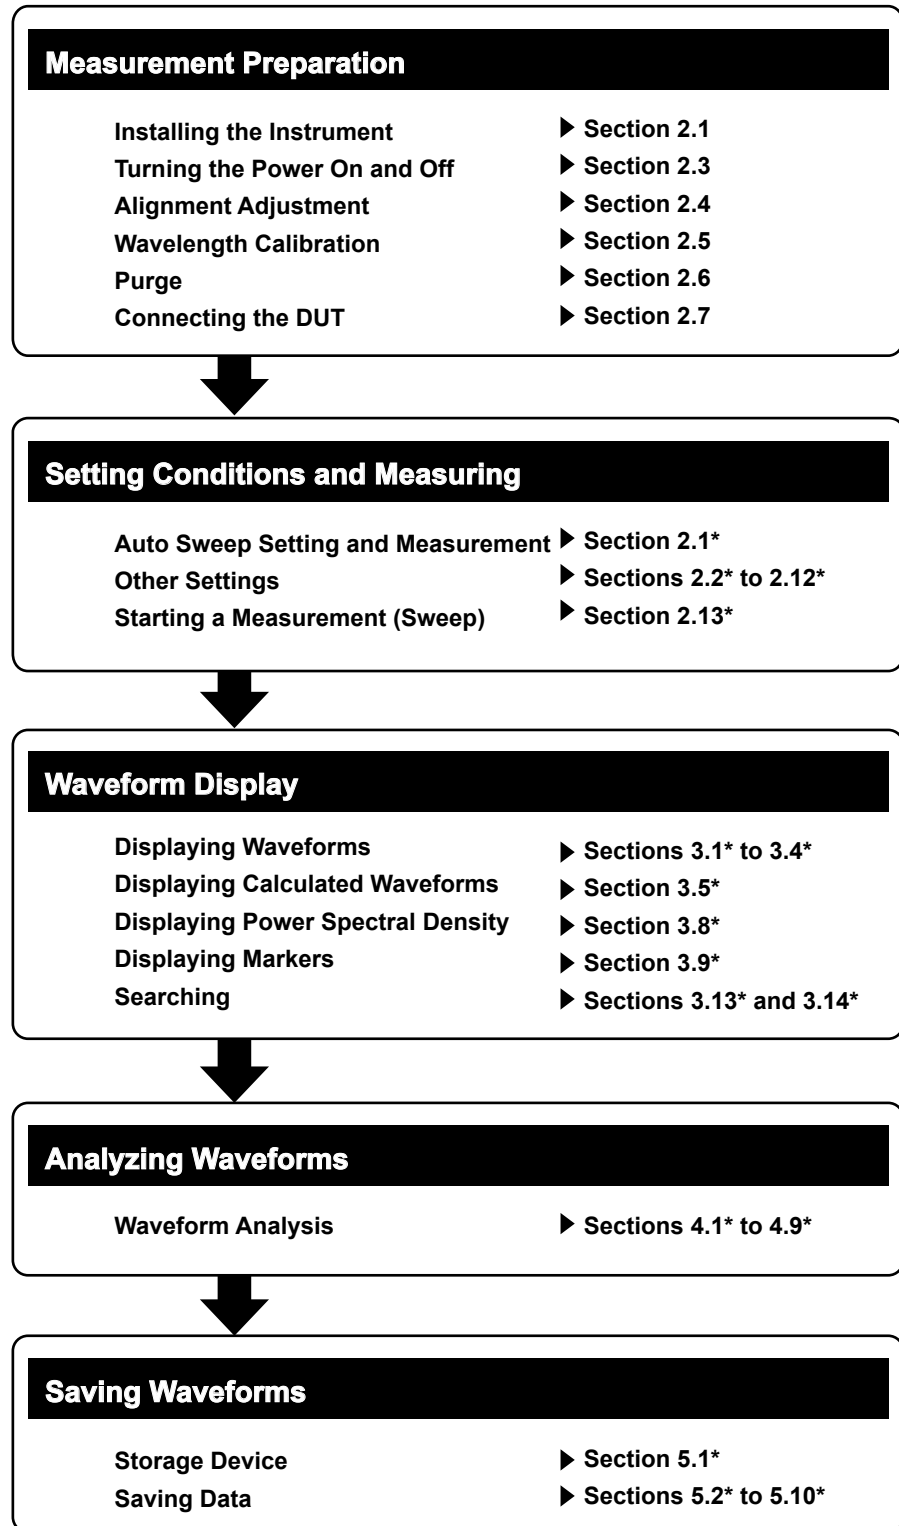 Measurement Preparation
Installing the Instrument ▶ Section 2.1
Turning the Power On and Off ▶ Section 2.3
Alignment Adjustment ▶ Section 2.4
Wavelength Calibration ▶ Section 2.5
Purge ▶ Section 2.6
Connecting the DUT ▶ Section 2.7
Setting Conditions and Measuring
Auto Sweep Setting and Measurement ▶ Section 2.1*
Other Settings ▶ Sections 2.2* to 2.12*
Starting a Measurement (Sweep) ▶ Section 2.13*
Waveform Display
Displaying Waveforms ▶ Sections 3.1* to 3.4*
Displaying Calculated Waveforms ▶ Section 3.5*
Displaying Power Spectral Density ▶ Section 3.8*
Displaying Markers ▶ Section 3.9*
Searching ▶ Sections 3.13* and 3.14*
Analyzing Waveforms
Waveform Analysis ▶ Sections 4.1* to 4.9*
Saving Waveforms
Storage Device ▶ Section 5.1*
Saving Data ▶ Sections 5.2* to 5.10*